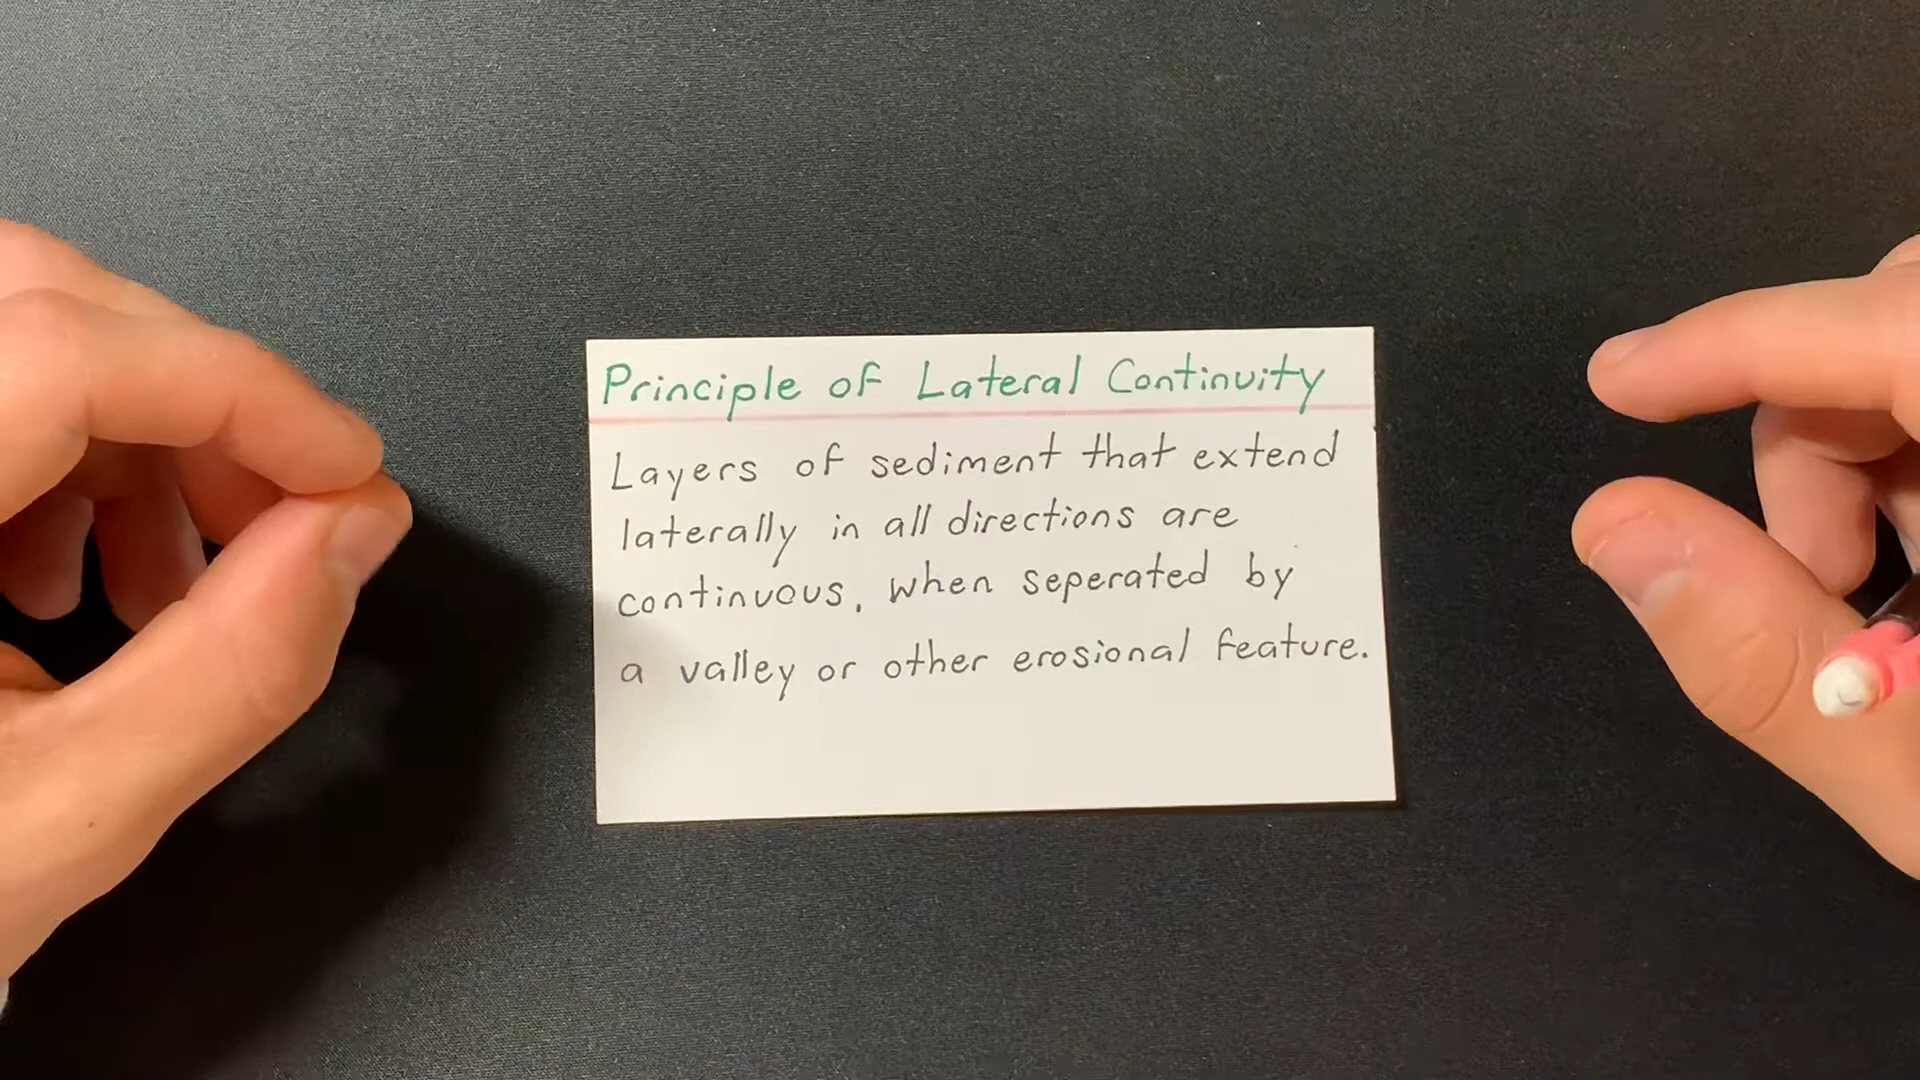 Principle of Lateral Continuity
Layers of sediment that extend
laterally in all directions are
continuous, when seperated by
a valley or other erosional feature.